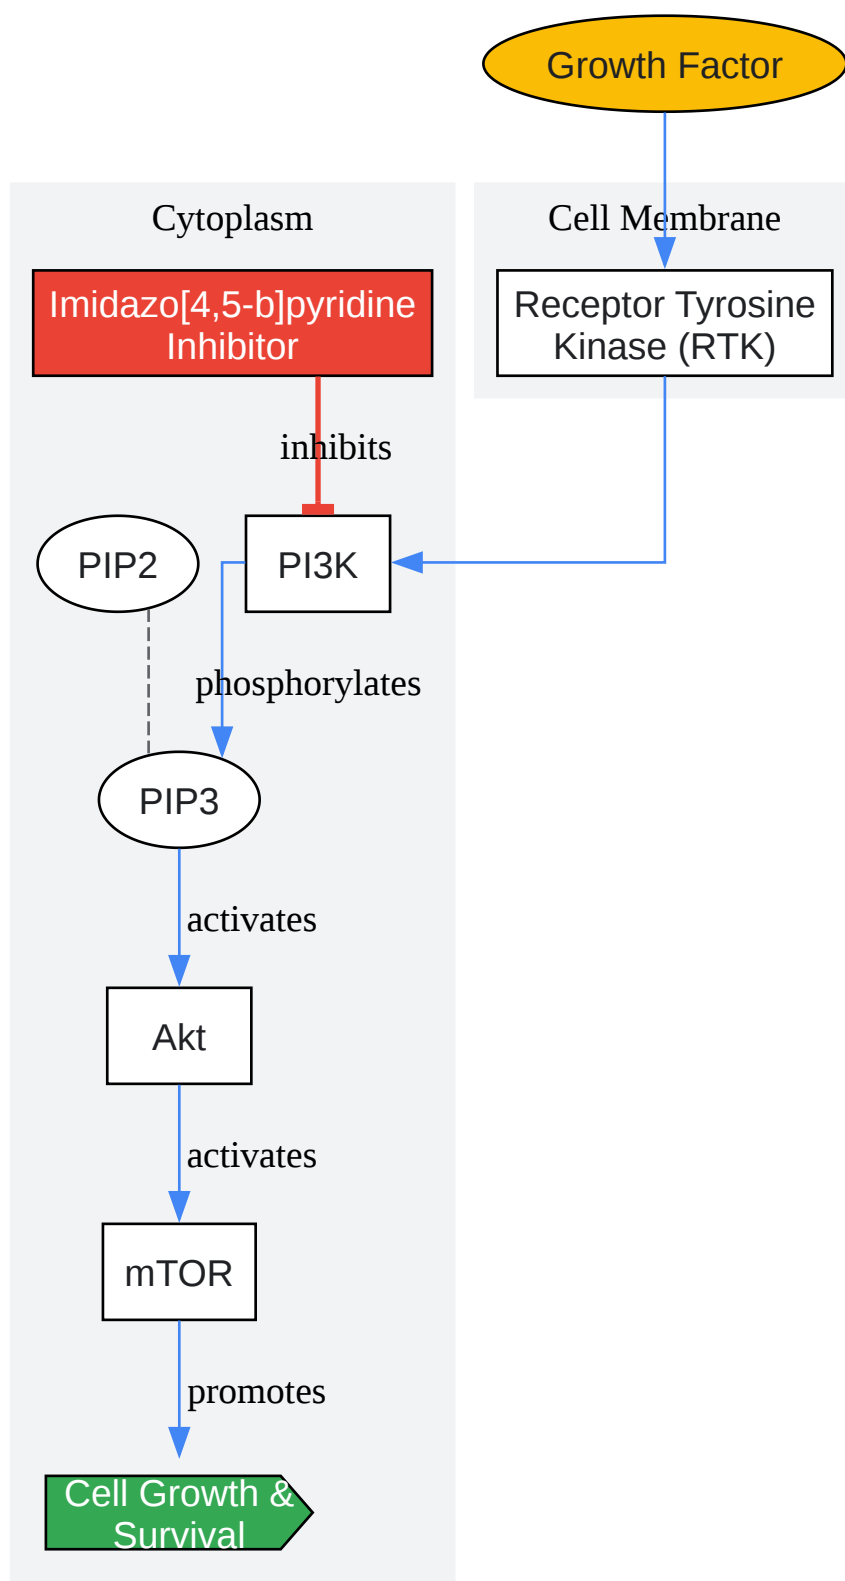 Growth Factor
Cytoplasm
Cell Membrane
Imidazo[4,5-b]pyridine
Inhibitor
Receptor Tyrosine
Kinase (RTK)
inhibits
PIP2
PI3K
phosphorylates
PIP3
activates
Akt
activates
mTOR
promotes
Cell Growth &
Survival